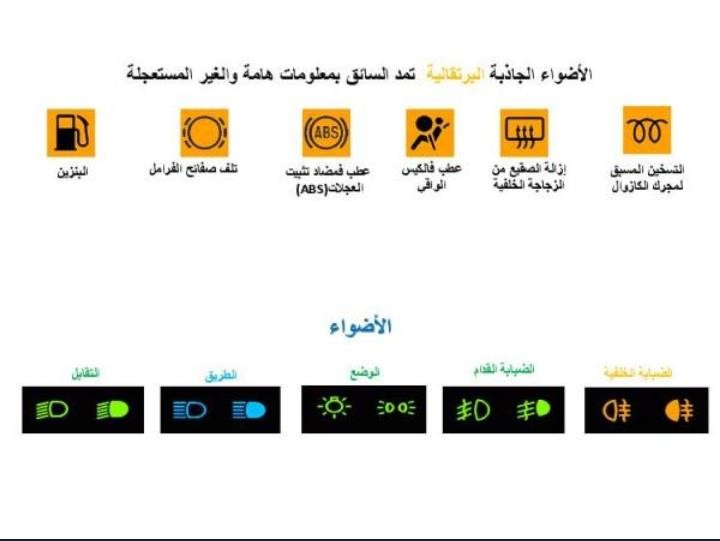 الأضواء الجاذبة البرتقالية تمد السائق بمعلومات هامة والغير المستعجلة
التسخين المسبق
لمجرك الكازوال
إزالة الصقيع من
الزجاجة الخلفية
عطب فالكيس
الواقي
عطب فمضاد تثبيت
العجلات(ABS)
تلف صفائح الفرامل
البنزين
ABS
الأضواء
الضبابة الخلفية
الضبابة القدام
الوضع
الطريق
التقابل